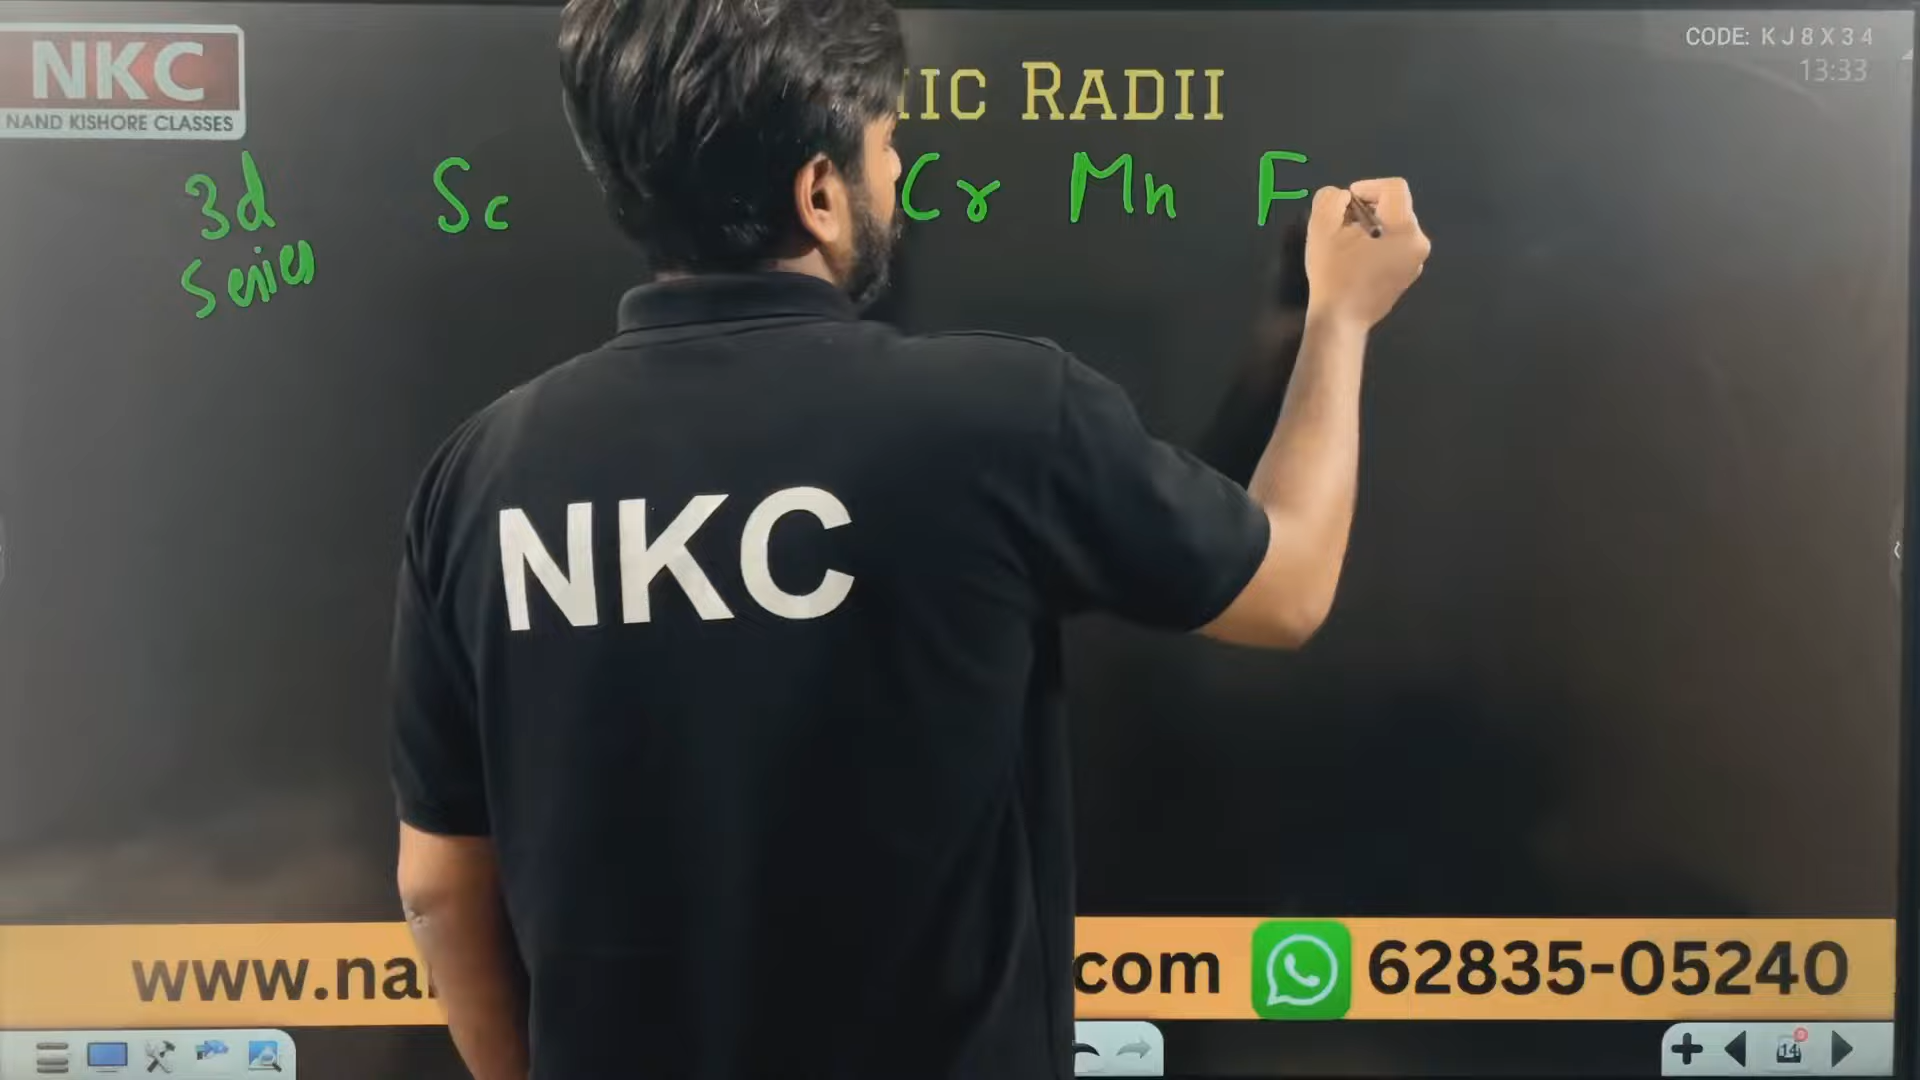 NKC
NAND KISHORE CLASSES
CODE: KJ8X34
13:33
RADII
3d Sc Cr Mn F
Series
NKC
www.na
com 62835-05240
14